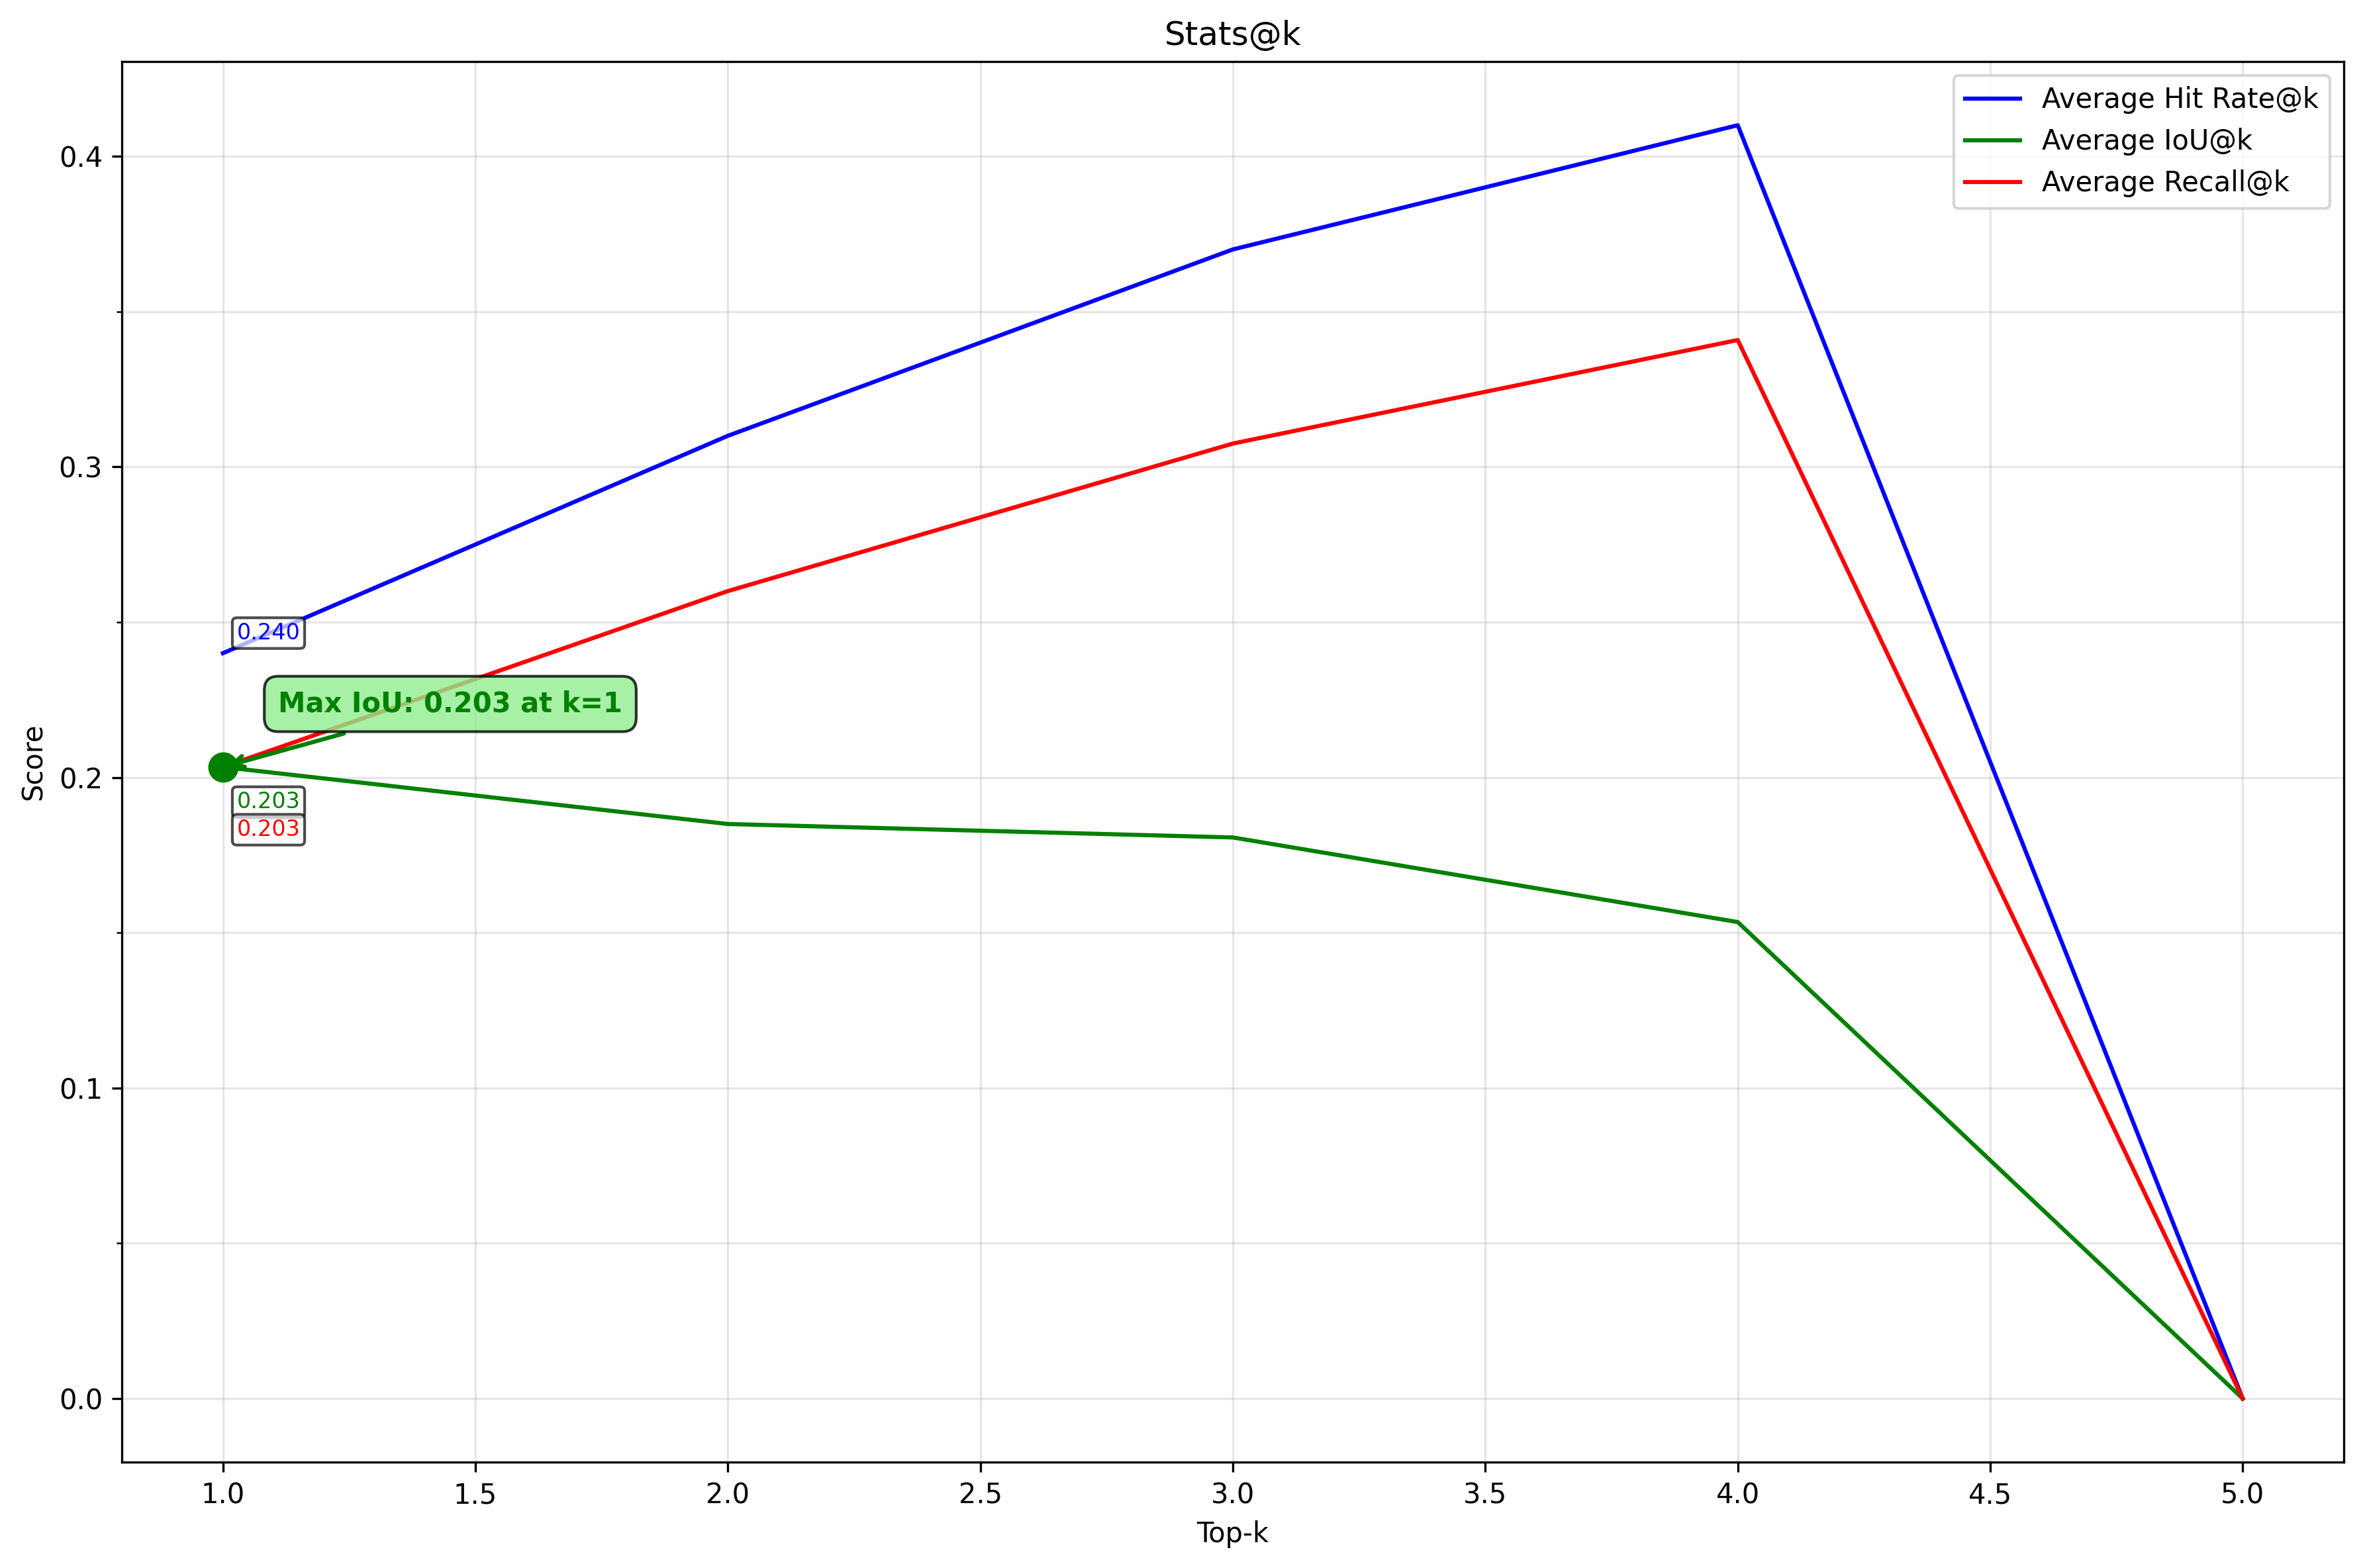 Stats@k
Average Hit Rate@k
Average IoU@k
Average Recall@k
0.4
0.3
0.2
0.1
0.0
Score
0.240
Max IoU: 0.203 at k=1
0.203
0.203
1.0
1.5
2.0
2.5
3.0
3.5
4.0
4.5
5.0
Top-k